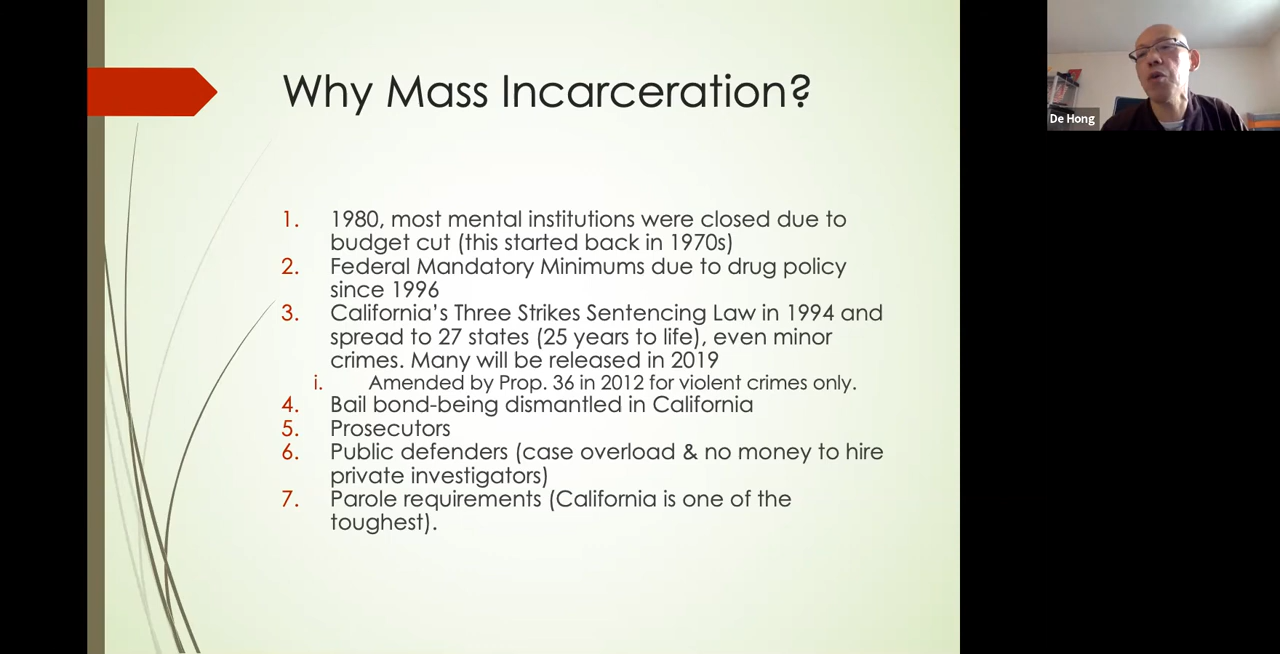 Why Mass Incarceration?
De Hong
1. 1980, most mental institutions were closed due to
budget cut (this started back in 1970s)
2. Federal Mandatory Minimums due to drug policy
since 1996
3. California's Three Strikes Sentencing Law in 1994 and
spread to 27 states (25 years to life), even minor
crimes. Many will be released in 2019
i. Amended by Prop. 36 in 2012 for violent crimes only.
4. Bail bond-being dismantled in California
5. Prosecutors
6. Public defenders (case overload & no money to hire
private investigators)
7. Parole requirements (California is one of the
toughest).